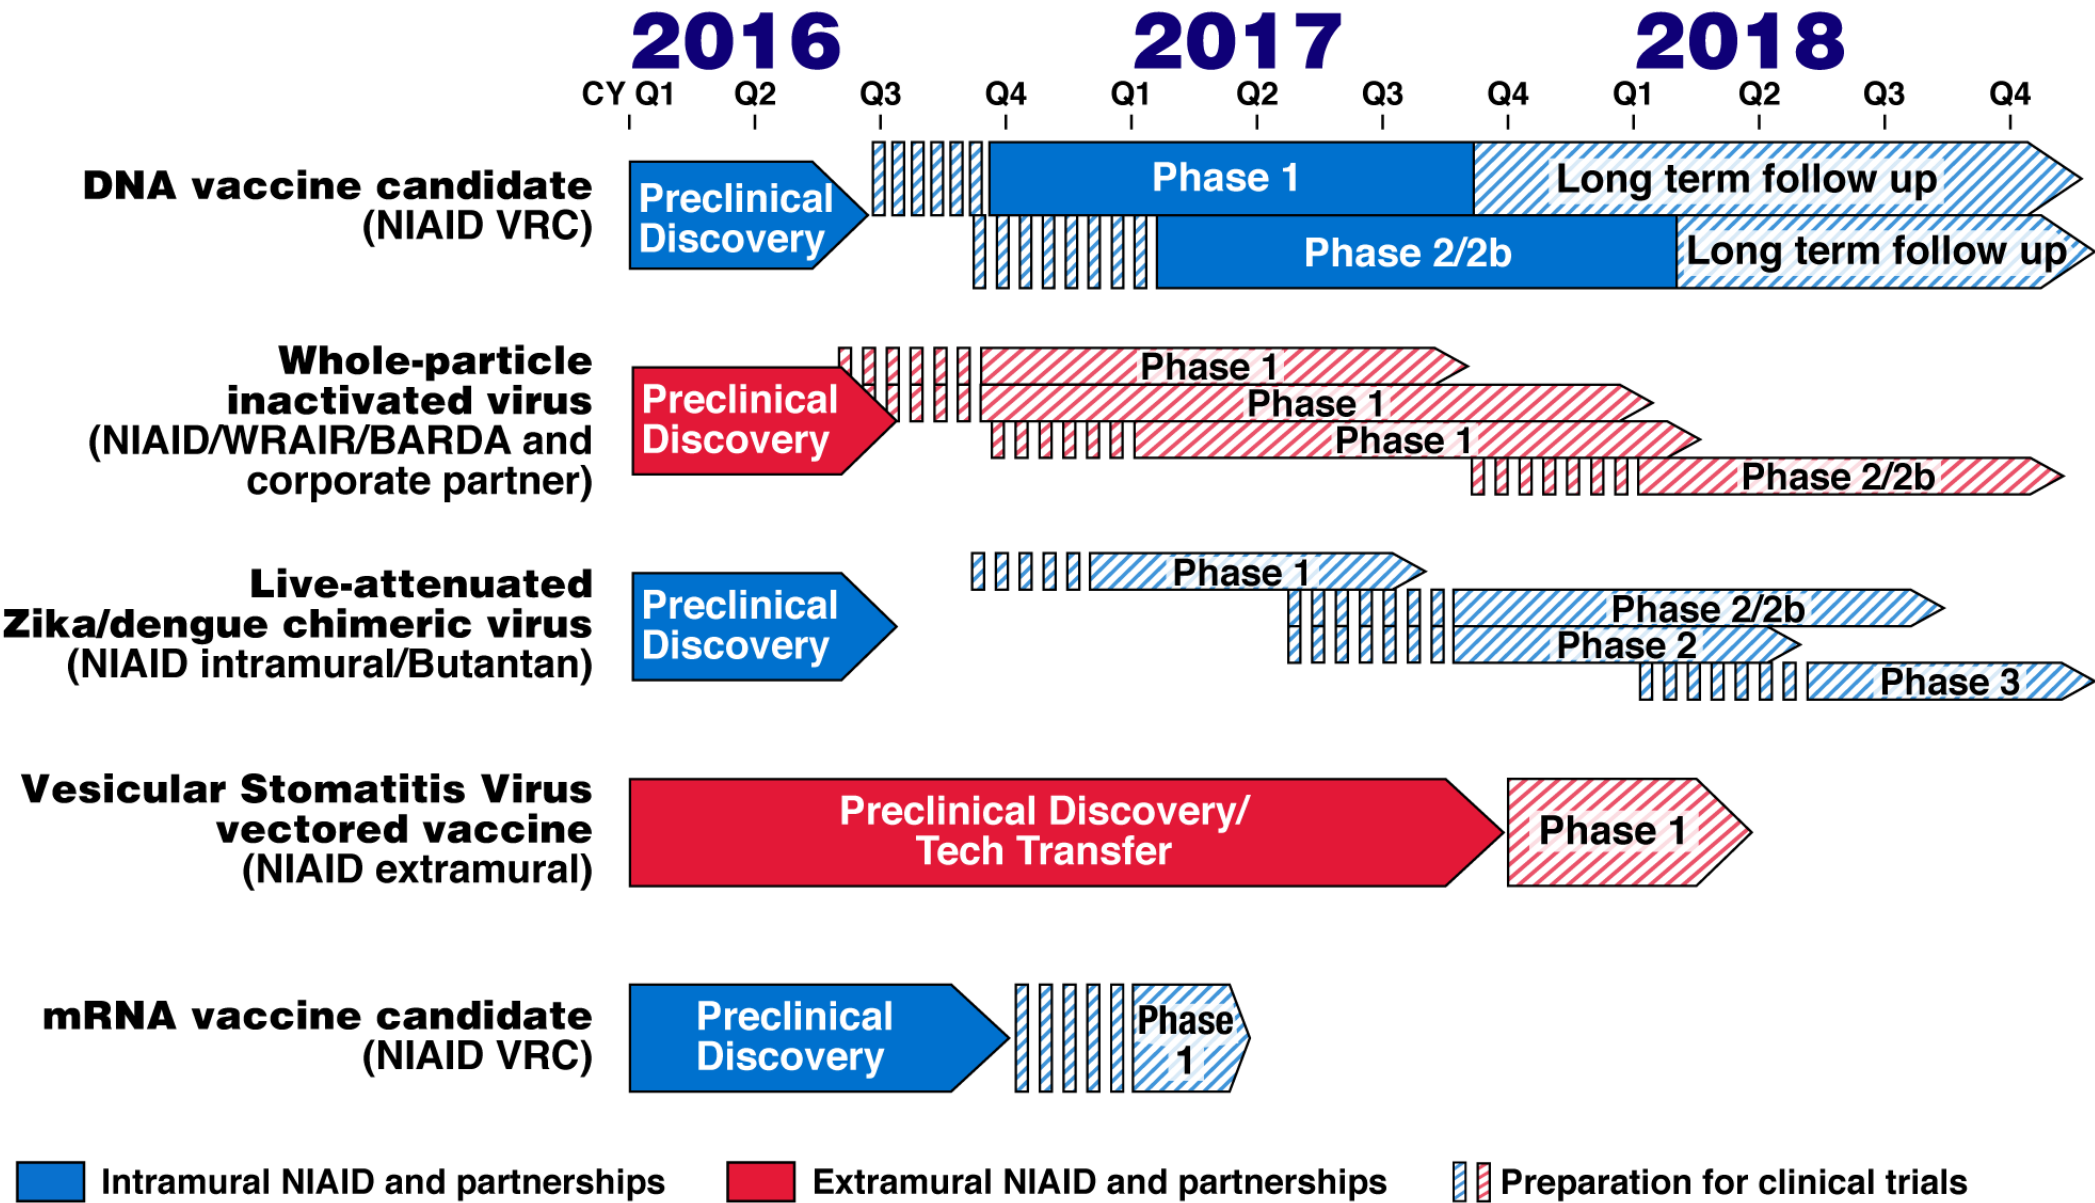 2016 2017 2018
CY Q1 Q2 Q3 Q4 Q1 Q2 Q3 Q4 Q1 Q2 Q3 Q4
DNA vaccine candidate
(NIAID VRC)
Preclinical
Discovery
Phase 1
Long term follow up
Phase 2/2b
Long term follow up
Whole-particle
inactivated virus
(NIAID/WRAIR/BARDA and
corporate partner)
Preclinical
Discovery
Phase 1
Phase 1
Phase 1
Phase 2/2b
Live-attenuated
Zika/dengue chimeric virus
(NIAID intramural/Butantan)
Preclinical
Discovery
Phase 1
Phase 2/2b
Phase 2
Phase 3
Vesicular Stomatitis Virus
vectored vaccine
(NIAID extramural)
Preclinical Discovery/
Tech Transfer
Phase 1
mRNA vaccine candidate
(NIAID VRC)
Preclinical
Discovery
Phase
1
Intramural NIAID and partnerships
Extramural NIAID and partnerships
Preparation for clinical trials